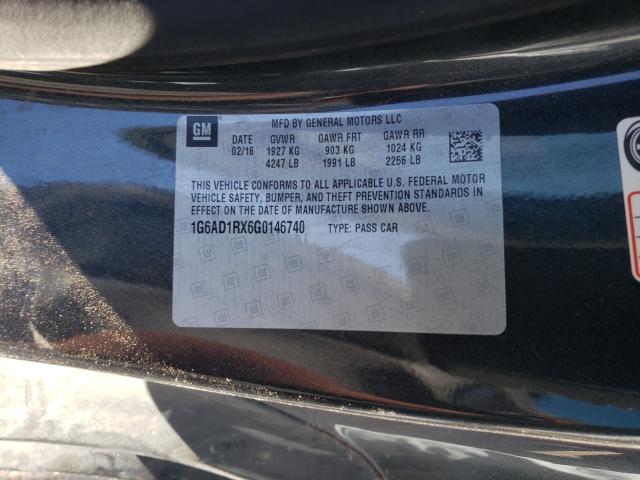 GM
MFD BY GENERAL MOTORS LLC
DATE GVWR GAWR FRT GAWR RR
02/16 1927 KG 903 KG 1024 KG
4247 LB 1991 LB 2256 LB
THIS VEHICLE CONFORMS TO ALL APPLICABLE U.S. FEDERAL MOTOR
VEHICLE SAFETY, BUMPER, AND THEFT PREVENTION STANDARDS IN
EFFECT ON THE DATE OF MANUFACTURE SHOWN ABOVE.
1G6AD1RX6G0146740 TYPE: PASS CAR